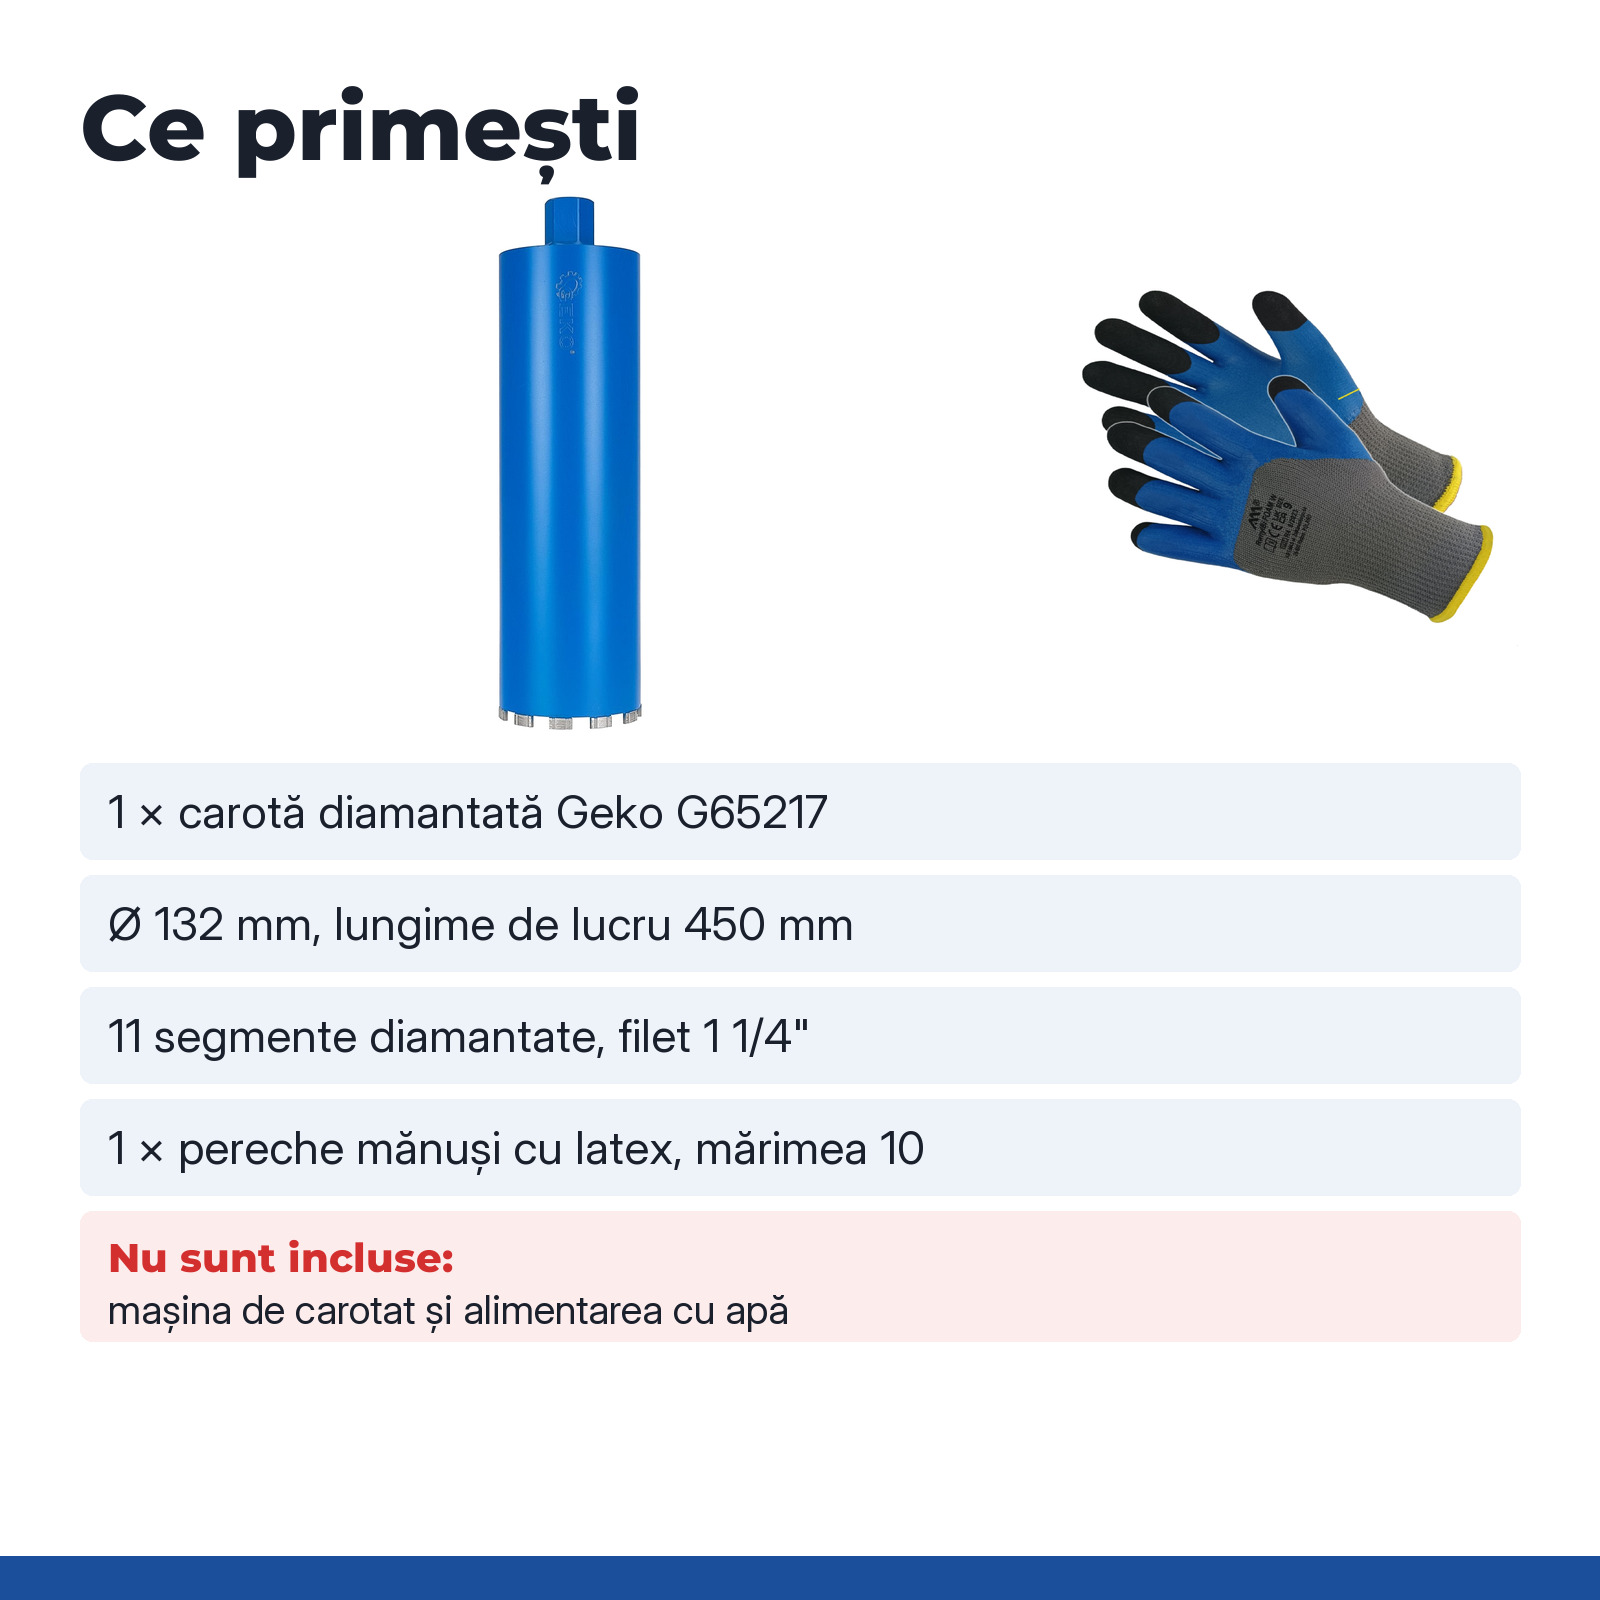 Ce primești
GEKO
9
1 × carotă diamantată Geko G65217
Ø 132 mm, lungime de lucru 450 mm
11 segmente diamantate, filet 1 1/4"
1 × pereche mănuși cu latex, mărimea 10
Nu sunt incluse:
mașina de carotat și alimentarea cu apă